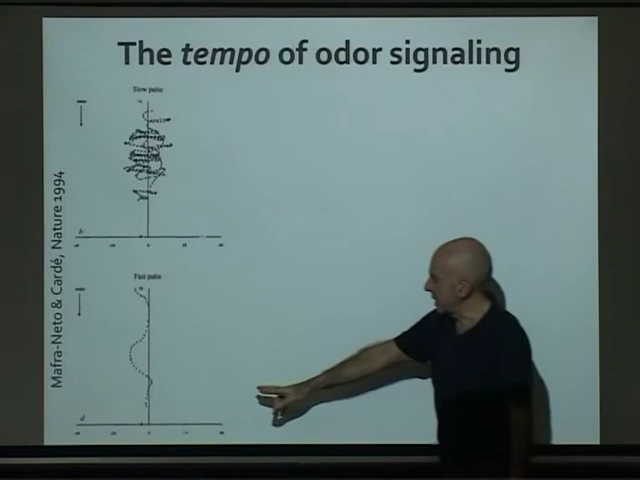 The tempo of odor signaling
Slow pulse
Fast pulse
Mafra-Neto & Cardé, Nature 1994